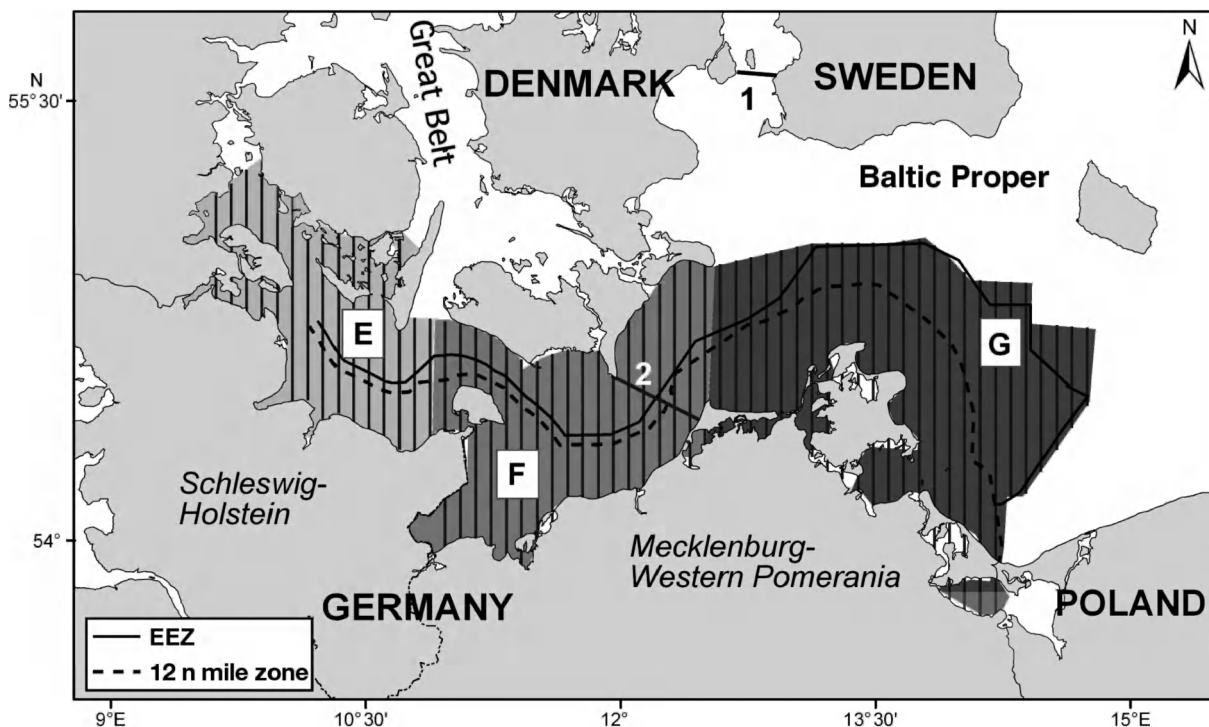 N
N
55°30'
Great Belt
DENMARK
SWEDEN
1
Baltic Proper
E
G
2
F
Schleswig-
Holstein
54°
Mecklenburg-
Western Pomerania
GERMANY
POLAND
EEZ
12 n mile zone
9°E
10°30'
12°
13°30'
15°E